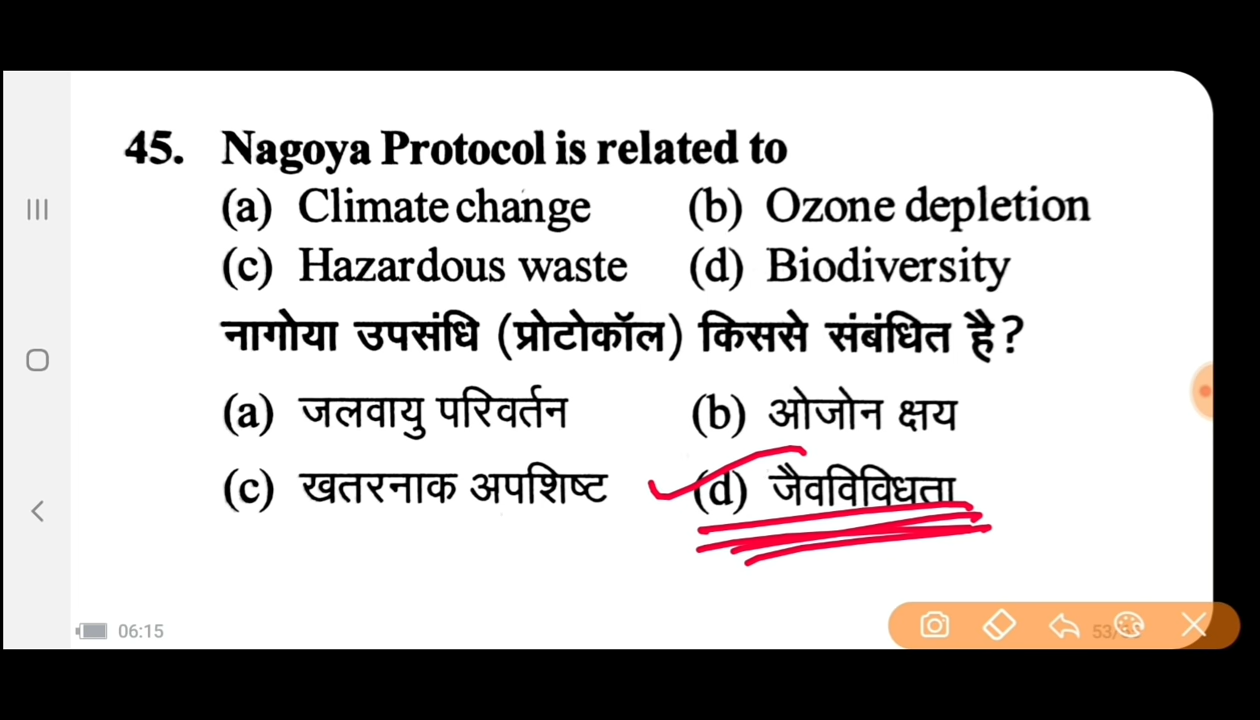 45. Nagoya Protocol is related to
(a) Climate change (b) Ozone depletion
(c) Hazardous waste (d) Biodiversity
नागोया उपसंधि (प्रोटोकॉल) किससे संबंधित है?
(a) जलवायु परिवर्तन (b) ओजोन क्षय
(c) खतरनाक अपशिष्ट (d) जैवविविधता
06:15